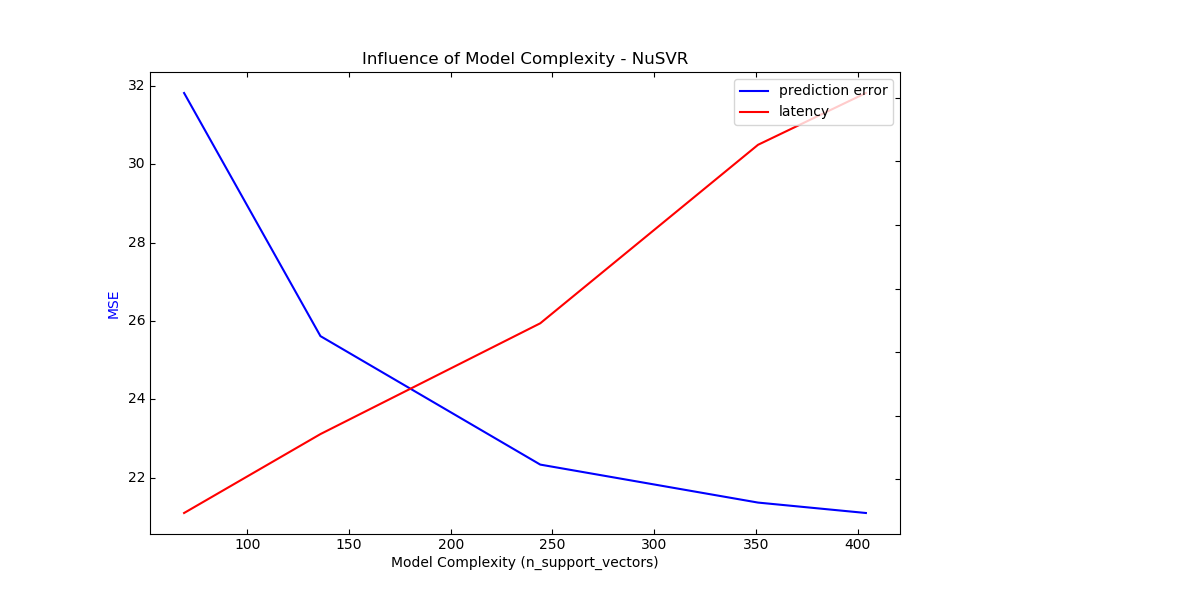 Influence of Model Complexity - NuSVR
prediction error
latency
32
30
28
26
24
22
MSE
100 150 200 250 300 350 400
Model Complexity (n_support_vectors)